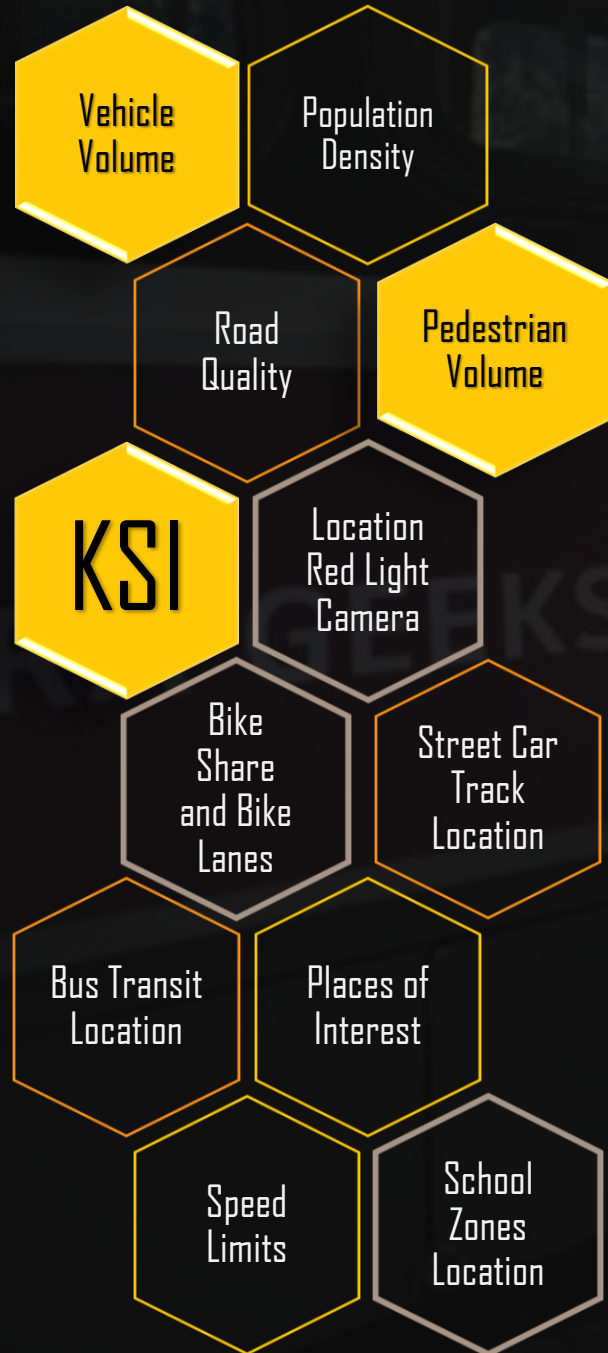 Vehicle
Volume
Population
Density
Road
Quality
Pedestrian
Volume
KSI
Location
Red Light
Camera
Bike
Share
and Bike
Lanes
Street Car
Track
Location
Bus Transit
Location
Places of
Interest
Speed
Limits
School
Zones
Location